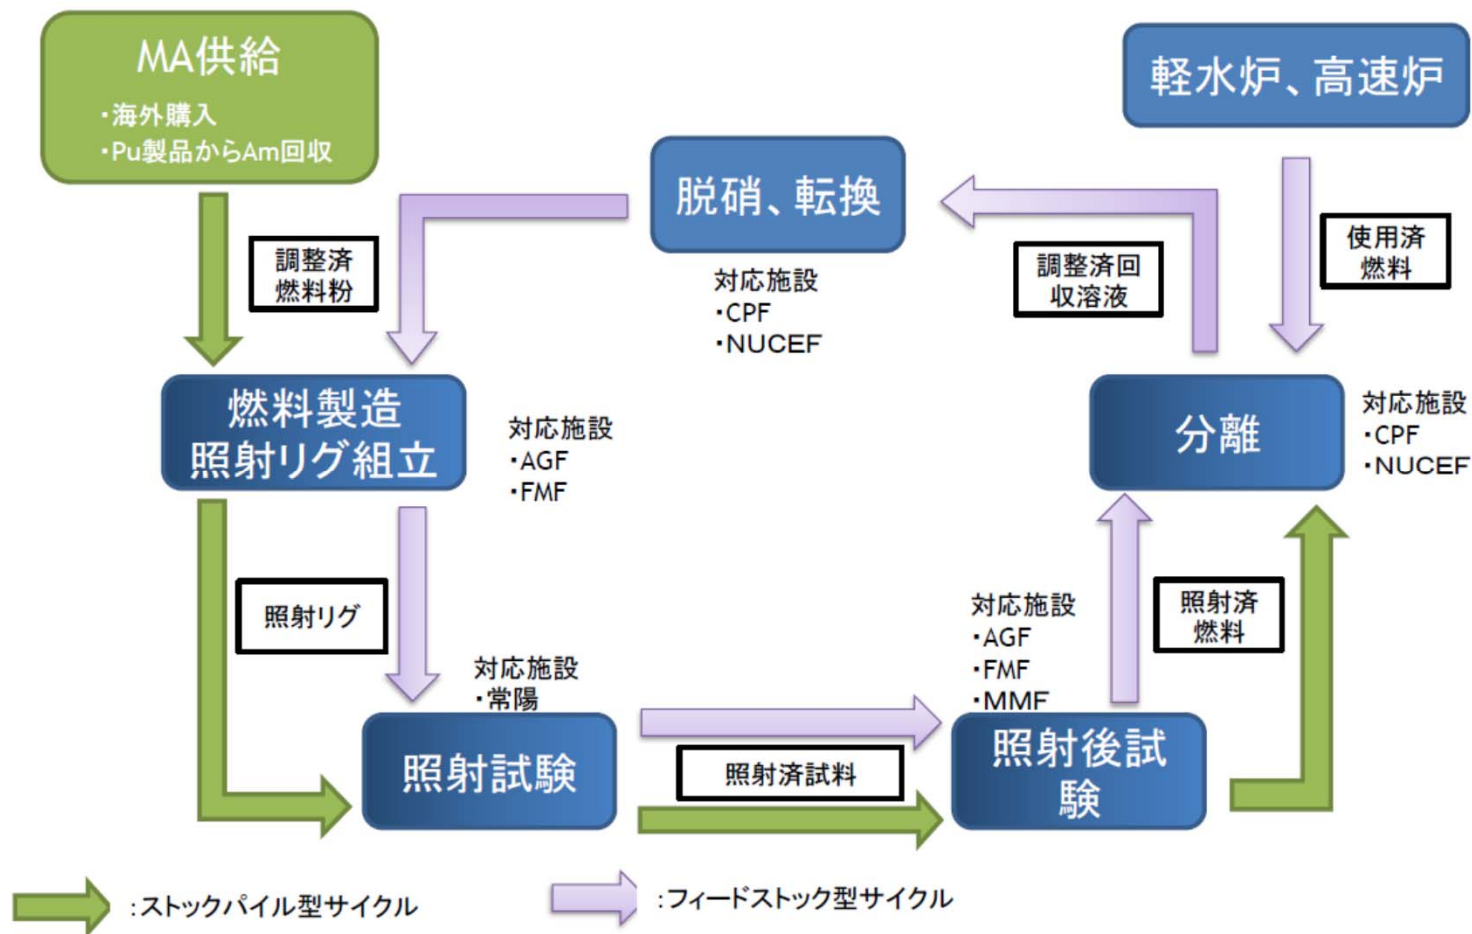 MA供給
・海外購入
・Pu製品からAm回収
軽水炉、高速炉
脱硝、転換
対応施設
・CPF
・NUCEF
調整済
燃料粉
調整済回
収溶液
使用済
燃料
燃料製造
照射リグ組立
対応施設
・AGF
・FMF
分離
対応施設
・CPF
・NUCEF
照射リグ
対応施設
・常陽
照射試験
照射済試料
対応施設
・AGF
・FMF
・MMF
照射後試
験
照射済
燃料
:ストックパイル型サイクル
:フィードストック型サイクル